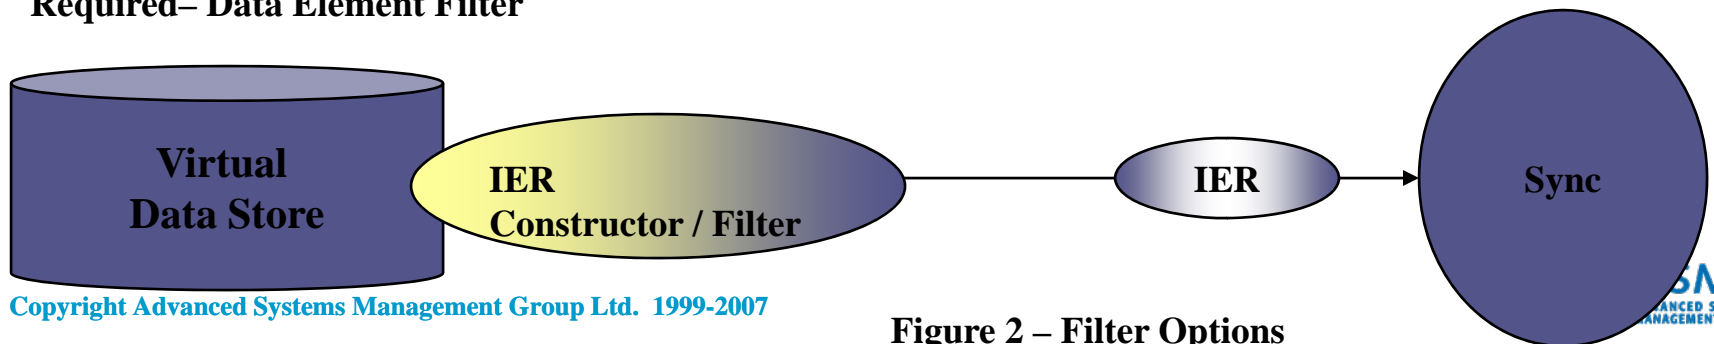 Required– Data Element Filter
Virtual
Data Store
IER
Constructor / Filter
IER
Sync
Copyright Advanced Systems Management Group Ltd. 1999-2007
Figure 2 – Filter Options